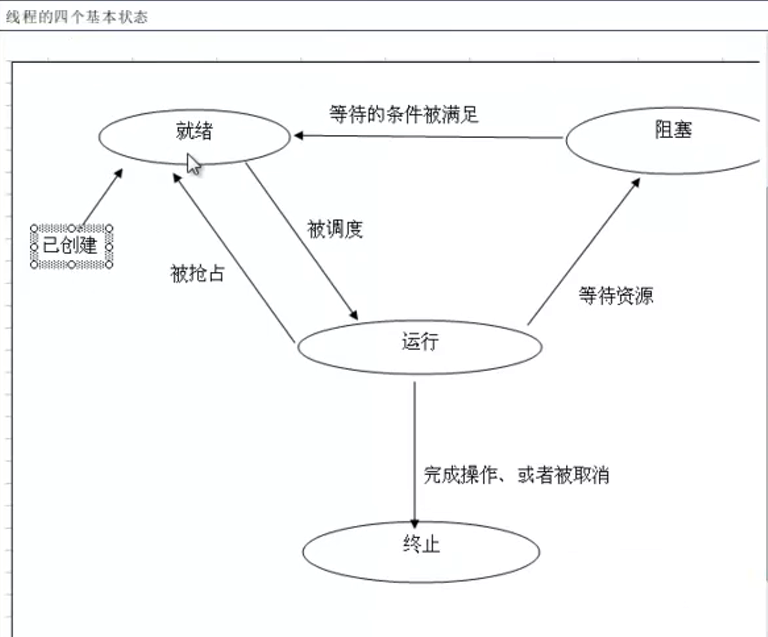 线程的四个基本状态
等待的条件被满足
就绪
阻塞
被调度
已创建
被抢占
等待资源
运行
完成操作、或者被取消
终止